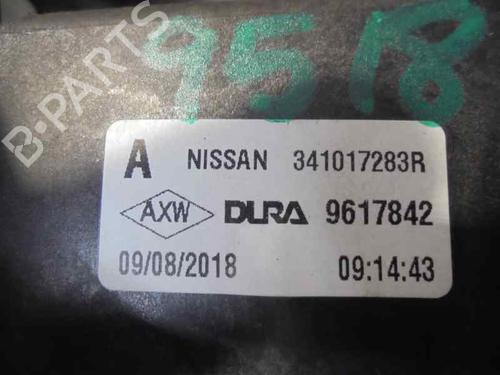 9518
A NISSAN 341017283R
AXW DURA 9617842
09/08/2018 09:14:43
B-PARTS